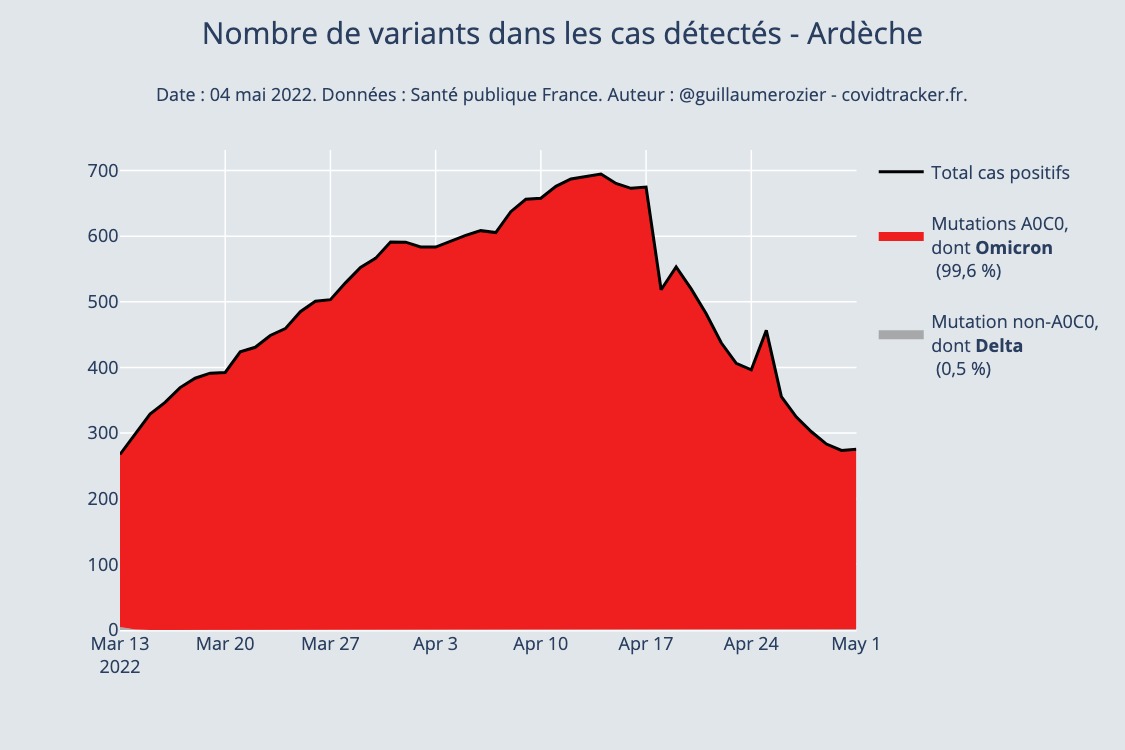 Nombre de variants dans les cas détectés - Ardèche
Date : 04 mai 2022. Données : Santé publique France. Auteur : @guillaumerozier - covidtracker.fr.
700
600
500
400
300
200
100
0
Mar 13
2022
Mar 20
Mar 27
Apr 3
Apr 10
Apr 17
Apr 24
May 1
Total cas positifs
Mutations A0C0,
dont Omicron
(99,6 %)
Mutation non-A0C0,
dont Delta
(0,5 %)